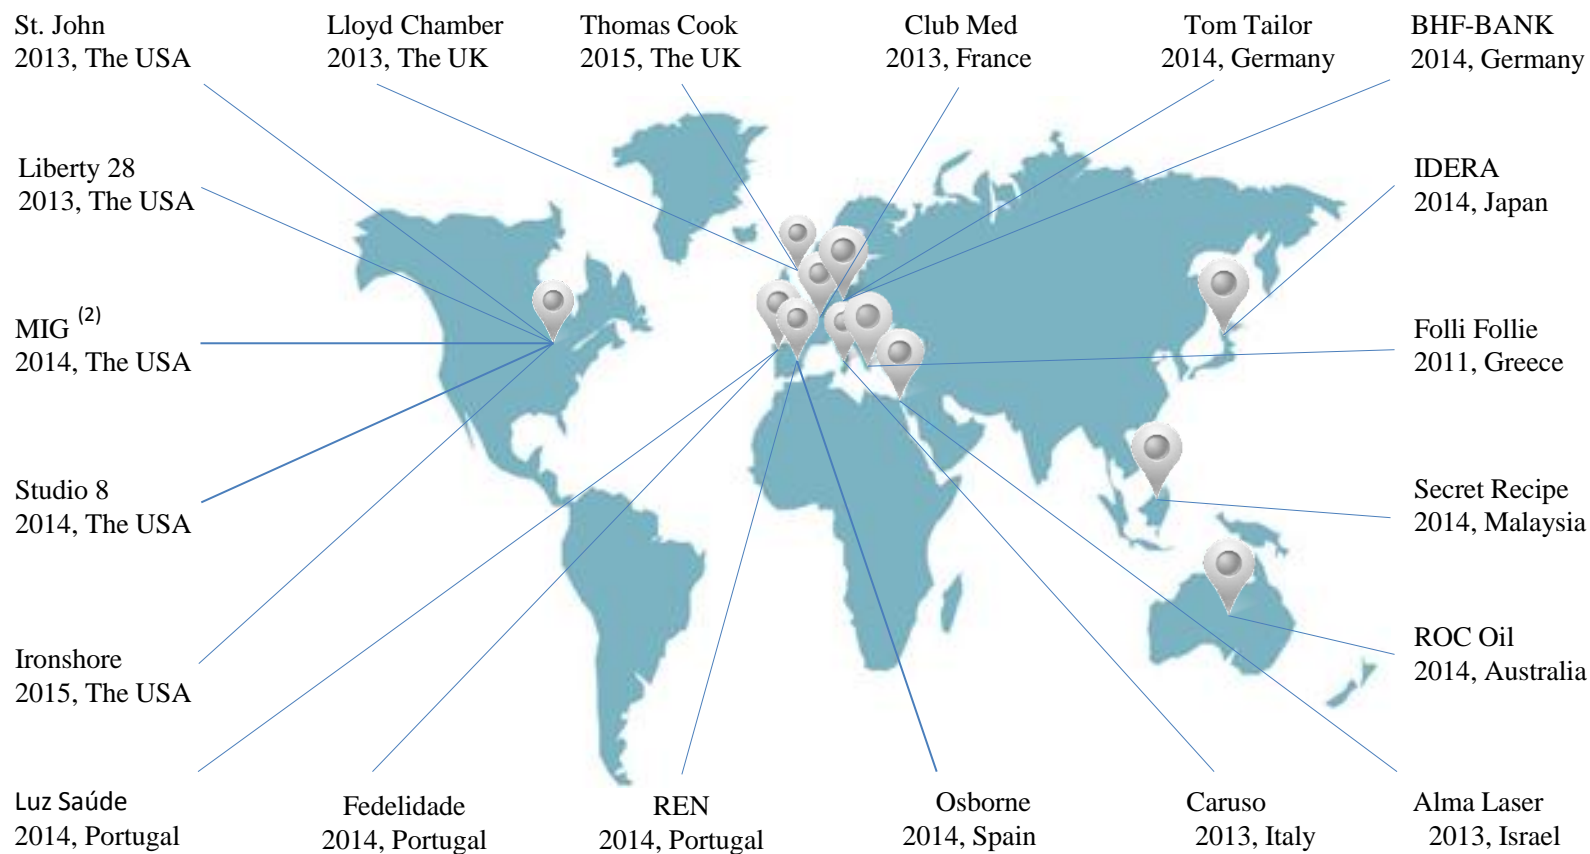 St. John
2013, The USA
Lloyd Chamber
2013, The UK
Thomas Cook
2015, The UK
Club Med
2013, France
Tom Tailor
2014, Germany
BHF-BANK
2014, Germany
Liberty 28
2013, The USA
IDERA
2014, Japan
MIG (2)
2014, The USA
Folli Follie
2011, Greece
Studio 8
2014, The USA
Secret Recipe
2014, Malaysia
Ironshore
2015, The USA
ROC Oil
2014, Australia
Luz Saúde
2014, Portugal
Fedelidade
2014, Portugal
REN
2014, Portugal
Osborne
2014, Spain
Caruso
2013, Italy
Alma Laser
2013, Israel